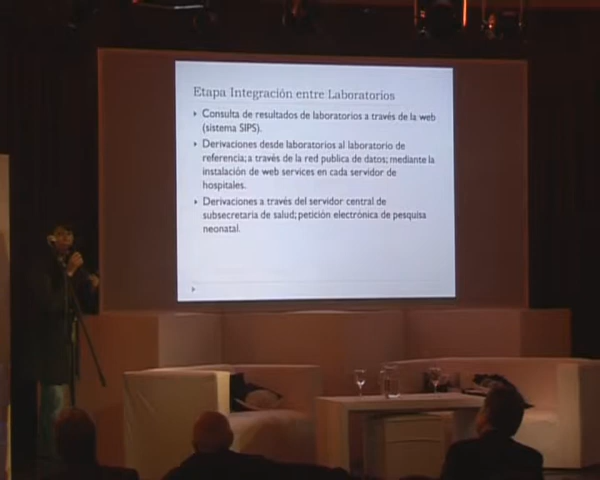 Etapa Integración entre Laboratorios
Consulta de resultados de laboratorios a través de la web
(sistema SIPS).
Derivaciones desde laboratorios al laboratorio de
referencia; a través de la red publica de datos; mediante la
instalación de web services en cada servidor de
hospitales.
Derivaciones a través del servidor central de
subsecretaria de salud; petición electrónica de pesquisa
neonatal.